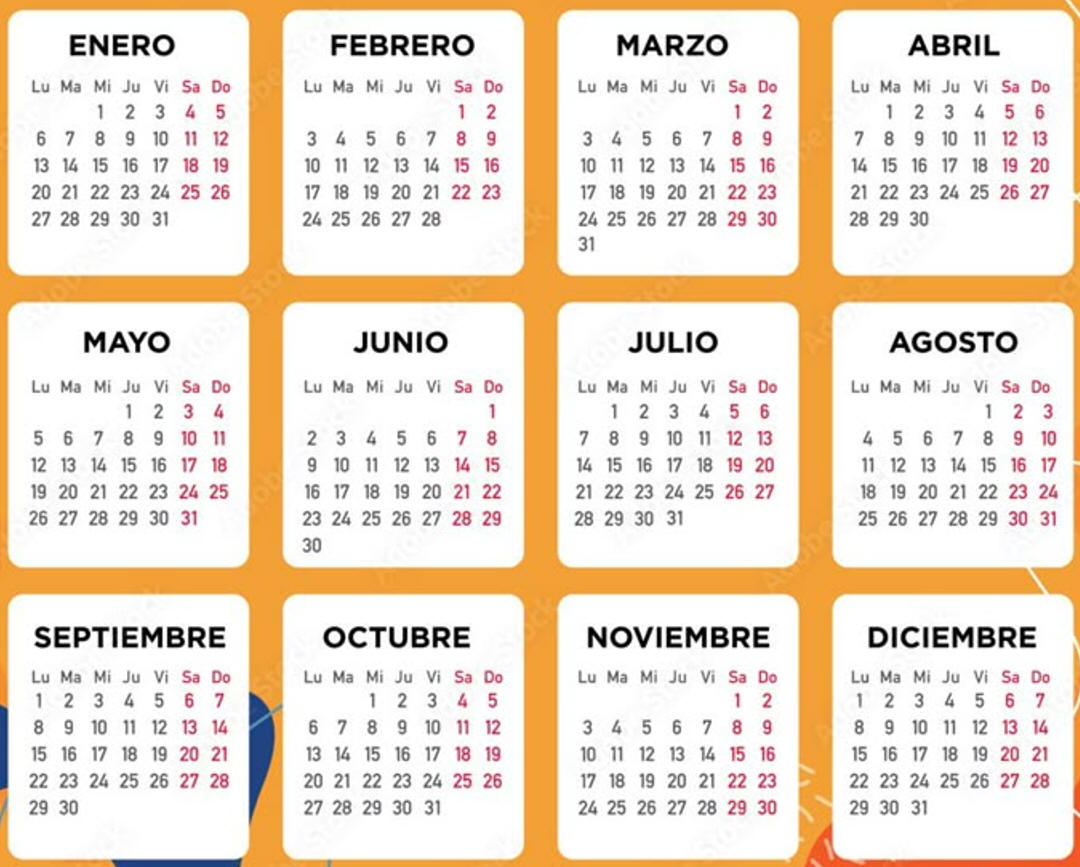 ENERO
Lu Ma Mi Ju Vi Sa Do
1 2 3 4 5
6 7 8 9 10 11 12
13 14 15 16 17 18 19
20 21 22 23 24 25 26
27 28 29 30 31
FEBRERO
Lu Ma Mi Ju Vi Sa Do
1 2
3 4 5 6 7 8 9
10 11 12 13 14 15 16
17 18 19 20 21 22 23
24 25 26 27 28
MARZO
Lu Ma Mi Ju Vi Sa Do
1 2
3 4 5 6 7 8 9
10 11 12 13 14 15 16
17 18 19 20 21 22 23
24 25 26 27 28 29 30
31
ABRIL
Lu Ma Mi Ju Vi Sa Do
1 2 3 4 5 6
7 8 9 10 11 12 13
14 15 16 17 18 19 20
21 22 23 24 25 26 27
28 29 30
MAYO
Lu Ma Mi Ju Vi Sa Do
1 2 3 4
5 6 7 8 9 10 11
12 13 14 15 16 17 18
19 20 21 22 23 24 25
26 27 28 29 30 31
JUNIO
Lu Ma Mi Ju Vi Sa Do
1
2 3 4 5 6 7 8
9 10 11 12 13 14 15
16 17 18 19 20 21 22
23 24 25 26 27 28 29
30
JULIO
Lu Ma Mi Ju Vi Sa Do
1 2 3 4 5 6
7 8 9 10 11 12 13
14 15 16 17 18 19 20
21 22 23 24 25 26 27
28 29 30 31
AGOSTO
Lu Ma Mi Ju Vi Sa Do
1 2 3
4 5 6 7 8 9 10
11 12 13 14 15 16 17
18 19 20 21 22 23 24
25 26 27 28 29 30 31
SEPTIEMBRE
Lu Ma Mi Ju Vi Sa Do
1 2 3 4 5 6 7
8 9 10 11 12 13 14
15 16 17 18 19 20 21
22 23 24 25 26 27 28
29 30
OCTUBRE
Lu Ma Mi Ju Vi Sa Do
1 2 3 4 5
6 7 8 9 10 11 12
13 14 15 16 17 18 19
20 21 22 23 24 25 26
27 28 29 30 31
NOVIEMBRE
Lu Ma Mi Ju Vi Sa Do
1 2
3 4 5 6 7 8 9
10 11 12 13 14 15 16
17 18 19 20 21 22 23
24 25 26 27 28 29 30
DICIEMBRE
Lu Ma Mi Ju Vi Sa Do
1 2 3 4 5 6 7
8 9 10 11 12 13 14
15 16 17 18 19 20 21
22 23 24 25 26 27 28
29 30 31